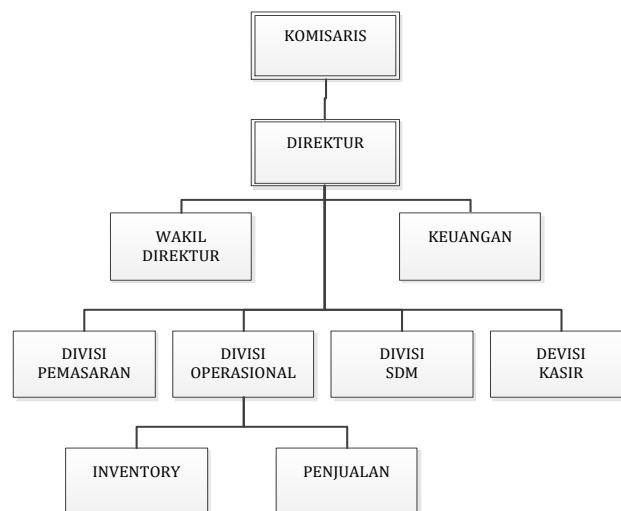 KOMISARIS
DIREKTUR
WAKIL
DIREKTUR
KEUANGAN
DIVISI
PEMASARAN
DIVISI
OPERASIONAL
DIVISI
SDM
DEVISI
KASIR
INVENTORY
PENJUALAN